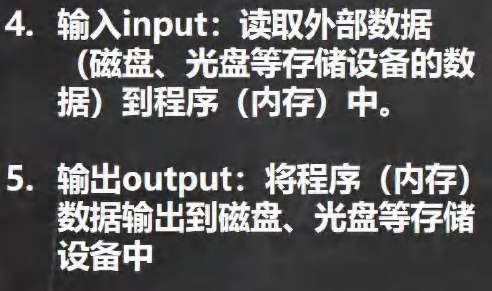 4. 输入input：读取外部数据
（磁盘、光盘等存储设备的数
据）到程序（内存）中。
5. 输出output：将程序（内存）
数据输出到磁盘、光盘等存储
设备中